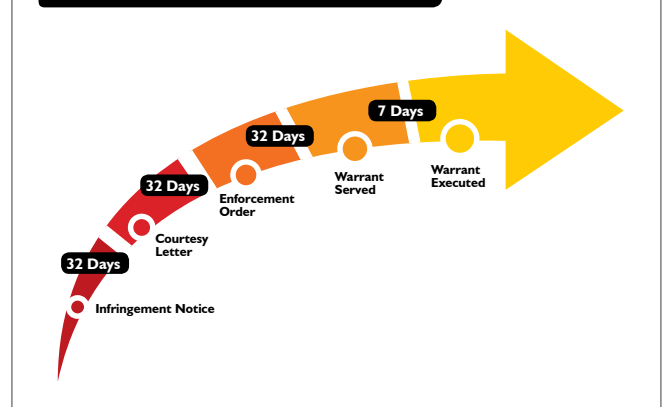 Infringement Notice
32 Days
Courtesy
Letter
32 Days
Enforcement
Order
32 Days
Warrant
Served
7 Days
Warrant
Executed